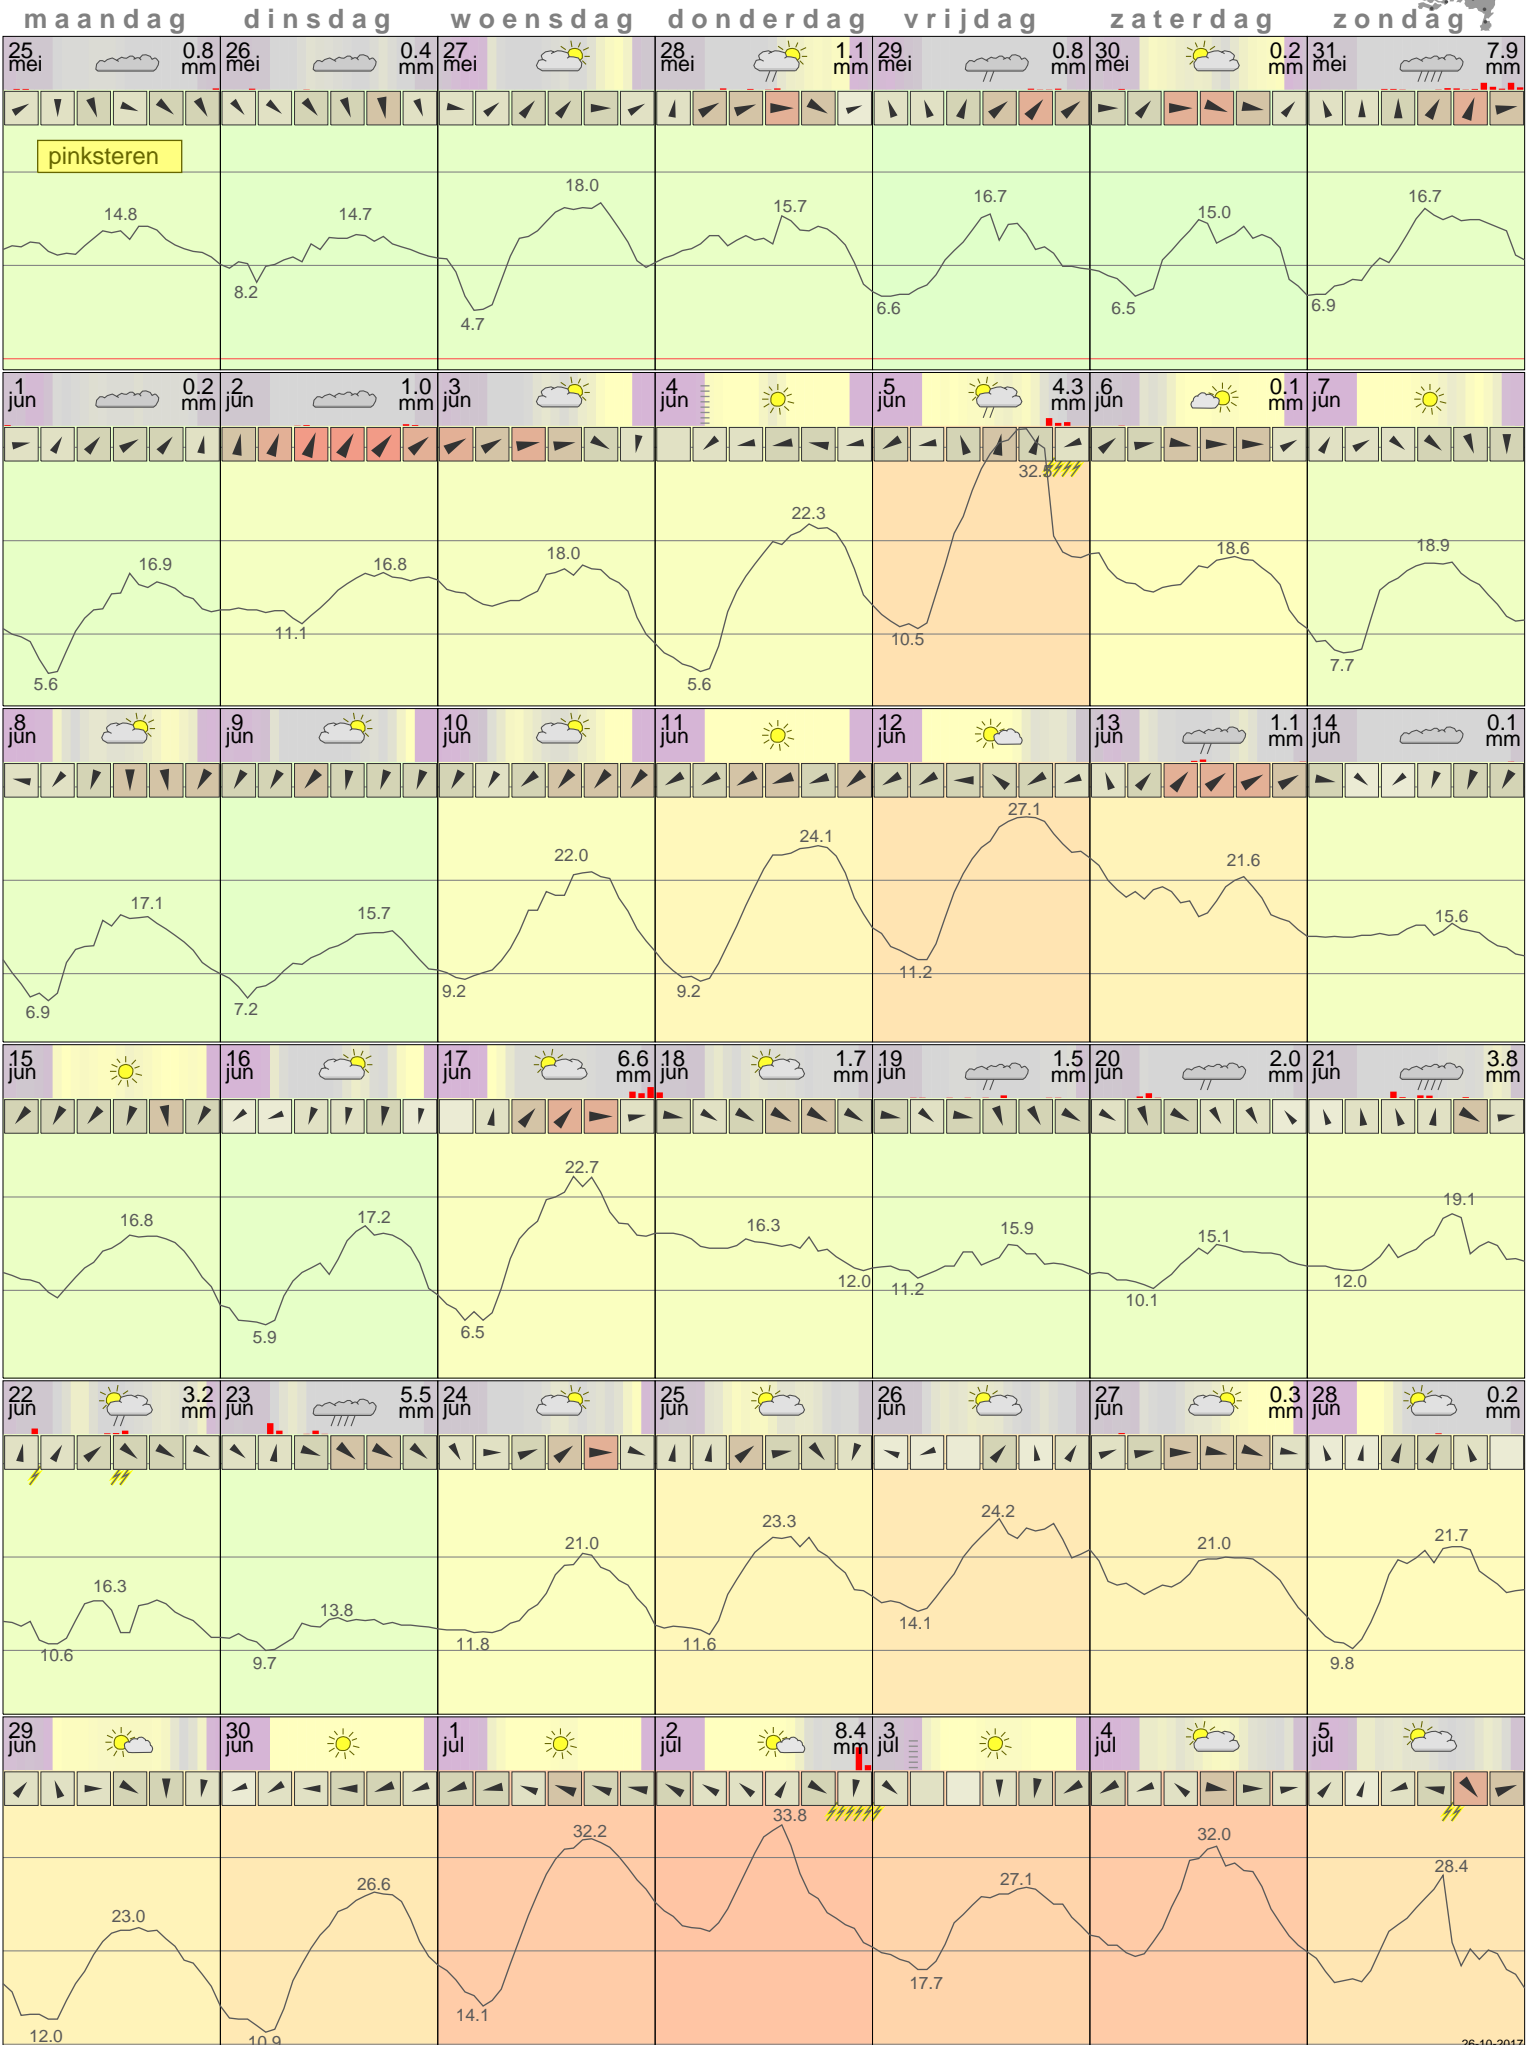 maandag dinsdag woensdag donderdag vrijdag zaterdag zondag
25 mei 0.8 mm 26 mei 0.4 mm 27 mei 28 mei 1.1 mm 29 mei 0.8 mm 30 mei 0.2 mm 31 mei 7.9 mm
pinksteren
14.8 14.7 18.0 15.7 16.7 15.0 16.7
8.2 4.7 6.6 6.5 6.9
1 jun 0.2 mm 2 jun 1.0 mm 3 jun 4 jun 5 jun 4.3 mm 6 jun 0.1 mm 7 jun
16.9 16.8 18.0 22.3 32.5 18.6 18.9
5.6 11.1 5.6 10.5 7.7
8 jun 9 jun 10 jun 11 jun 12 jun 13 jun 1.1 mm 14 jun 0.1 mm
17.1 15.7 22.0 24.1 27.1 21.6 15.6
6.9 7.2 9.2 9.2 11.2
15 jun 16 jun 17 jun 6.6 mm 18 jun 1.7 mm 19 jun 1.5 mm 20 jun 2.0 mm 21 jun 3.8 mm
16.8 17.2 22.7 16.3 15.9 15.1 19.1
5.9 6.5 12.0 11.2 10.1 12.0
22 jun 3.2 mm 23 jun 5.5 mm 24 jun 25 jun 26 jun 27 jun 0.3 mm 28 jun 0.2 mm
16.3 13.8 21.0 23.3 24.2 21.0 21.7
10.6 9.7 11.8 11.6 14.1 9.8
29 jun 30 jun 1 jul 2 jul 8.4 mm 3 jul 4 jul 5 jul
23.0 26.6 32.2 33.8 27.1 32.0 28.4
12.0 10.9 14.1 17.7
26-10-2017